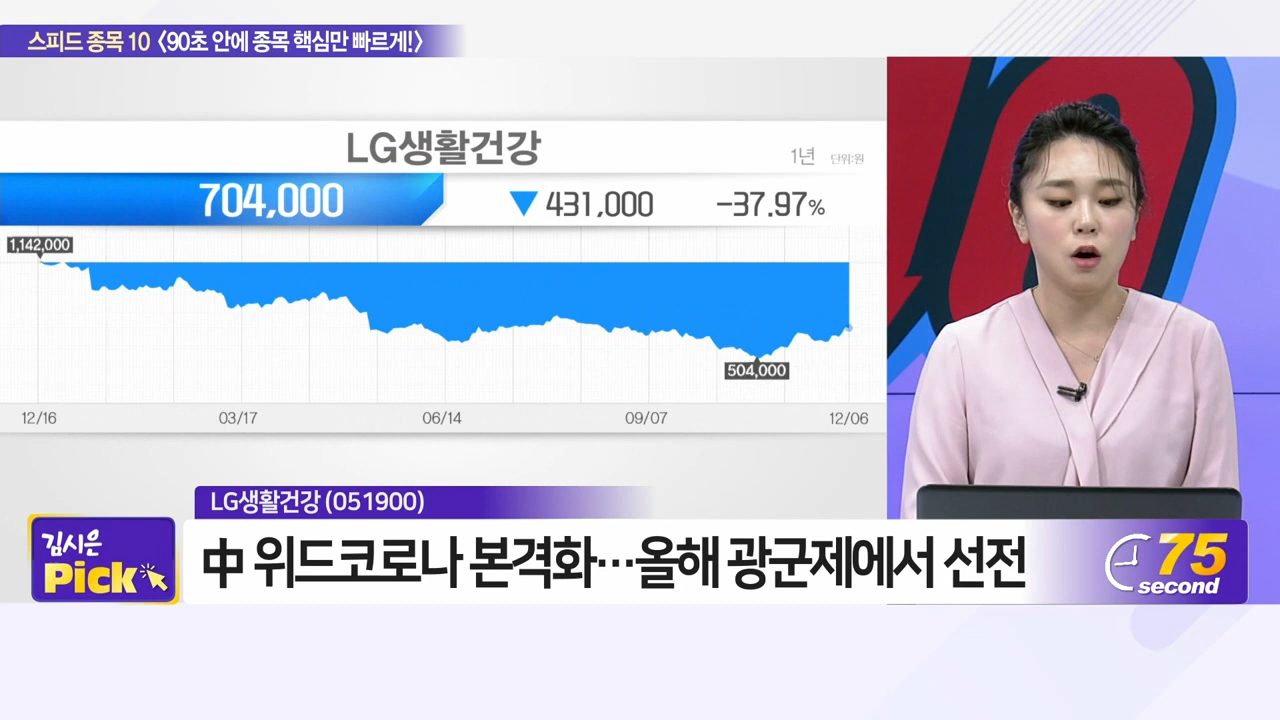 스피드 종목 10 〈90초 안에 종목 핵심만 빠르게!〉
LG생활건강
1년 단위:원
704,000 ▼431,000 -37.97%
1,142,000
504,000
12/16 03/17 06/14 09/07 12/06
LG생활건강 (051900)
김시은
Pick
中 위드코로나 본격화…올해 광군제에서 선전
75
second